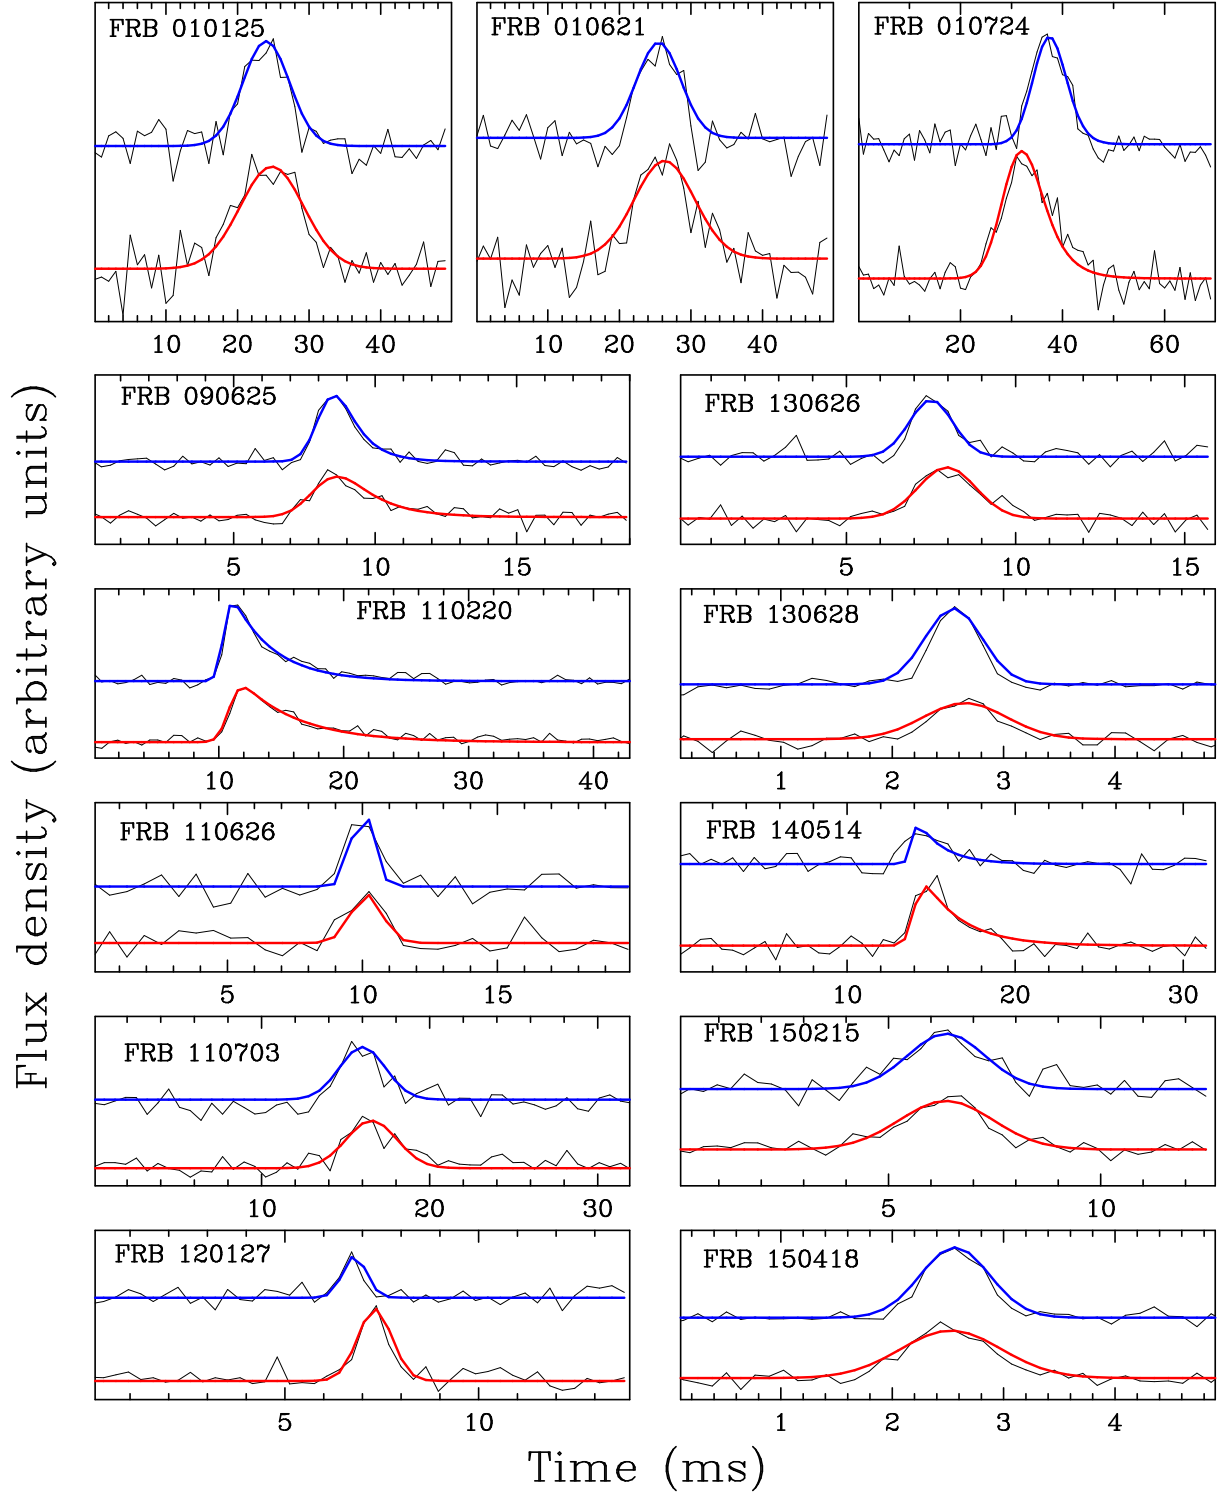 FRB 010125 FRB 010621 FRB 010724
10 20 30 40 10 20 30 40 20 40 60
FRB 090625 FRB 130626
5 10 15 5 10 15
FRB 110220 FRB 130628
10 20 30 40 1 2 3 4
FRB 110626 FRB 140514
5 10 15 10 20 30
FRB 110703 FRB 150215
10 20 30 5 10
FRB 120127 FRB 150418
5 10 1 2 3 4
Time (ms)
Flux density (arbitrary units)